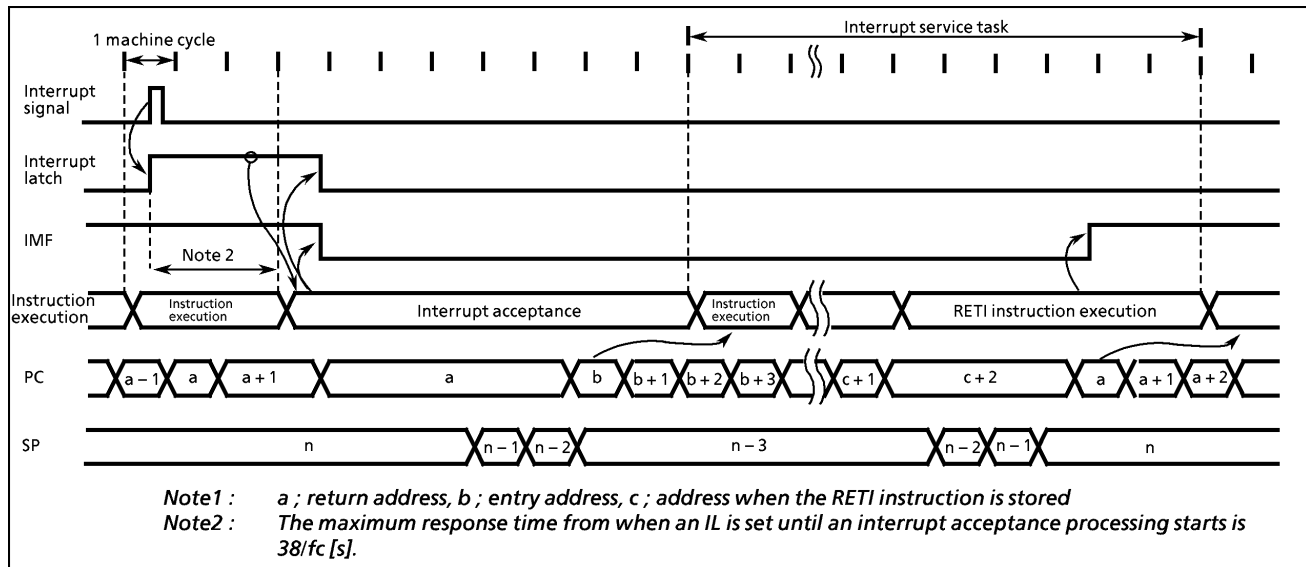 Interrupt service task
1 machine cycle
Interrupt
signal
Interrupt
latch
IMF
Note 2
Instruction
execution
Instruction
execution
Interrupt acceptance
Instruction
execution
RETI instruction execution
PC
a – 1
a
a + 1
a
b
b + 1
b + 2
b + 3
c + 1
c + 2
a
a + 1
a + 2
SP
n
n – 1
n – 2
n – 3
n – 2
n – 1
n
Note1 : a ; return address, b ; entry address, c ; address when the RETI instruction is stored
Note2 : The maximum response time from when an IL is set until an interrupt acceptance processing starts is
38/fc [s].